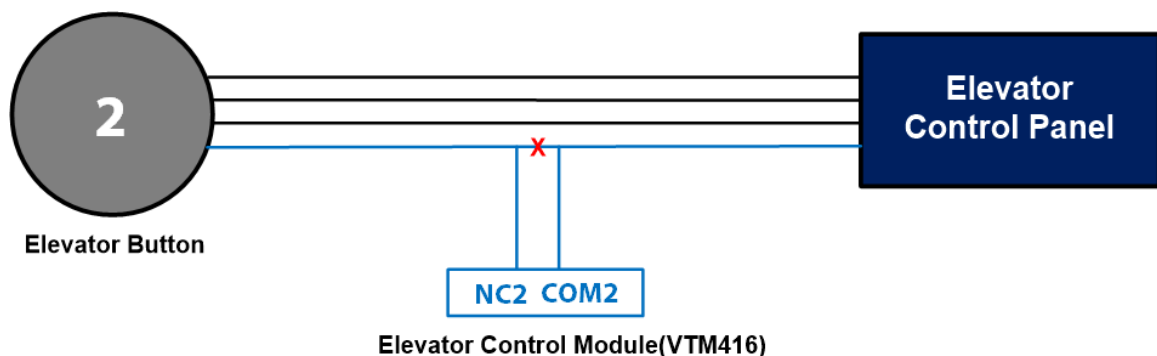 2
Elevator
Control Panel
X
Elevator Button
NC2 COM2
Elevator Control Module(VTM416)